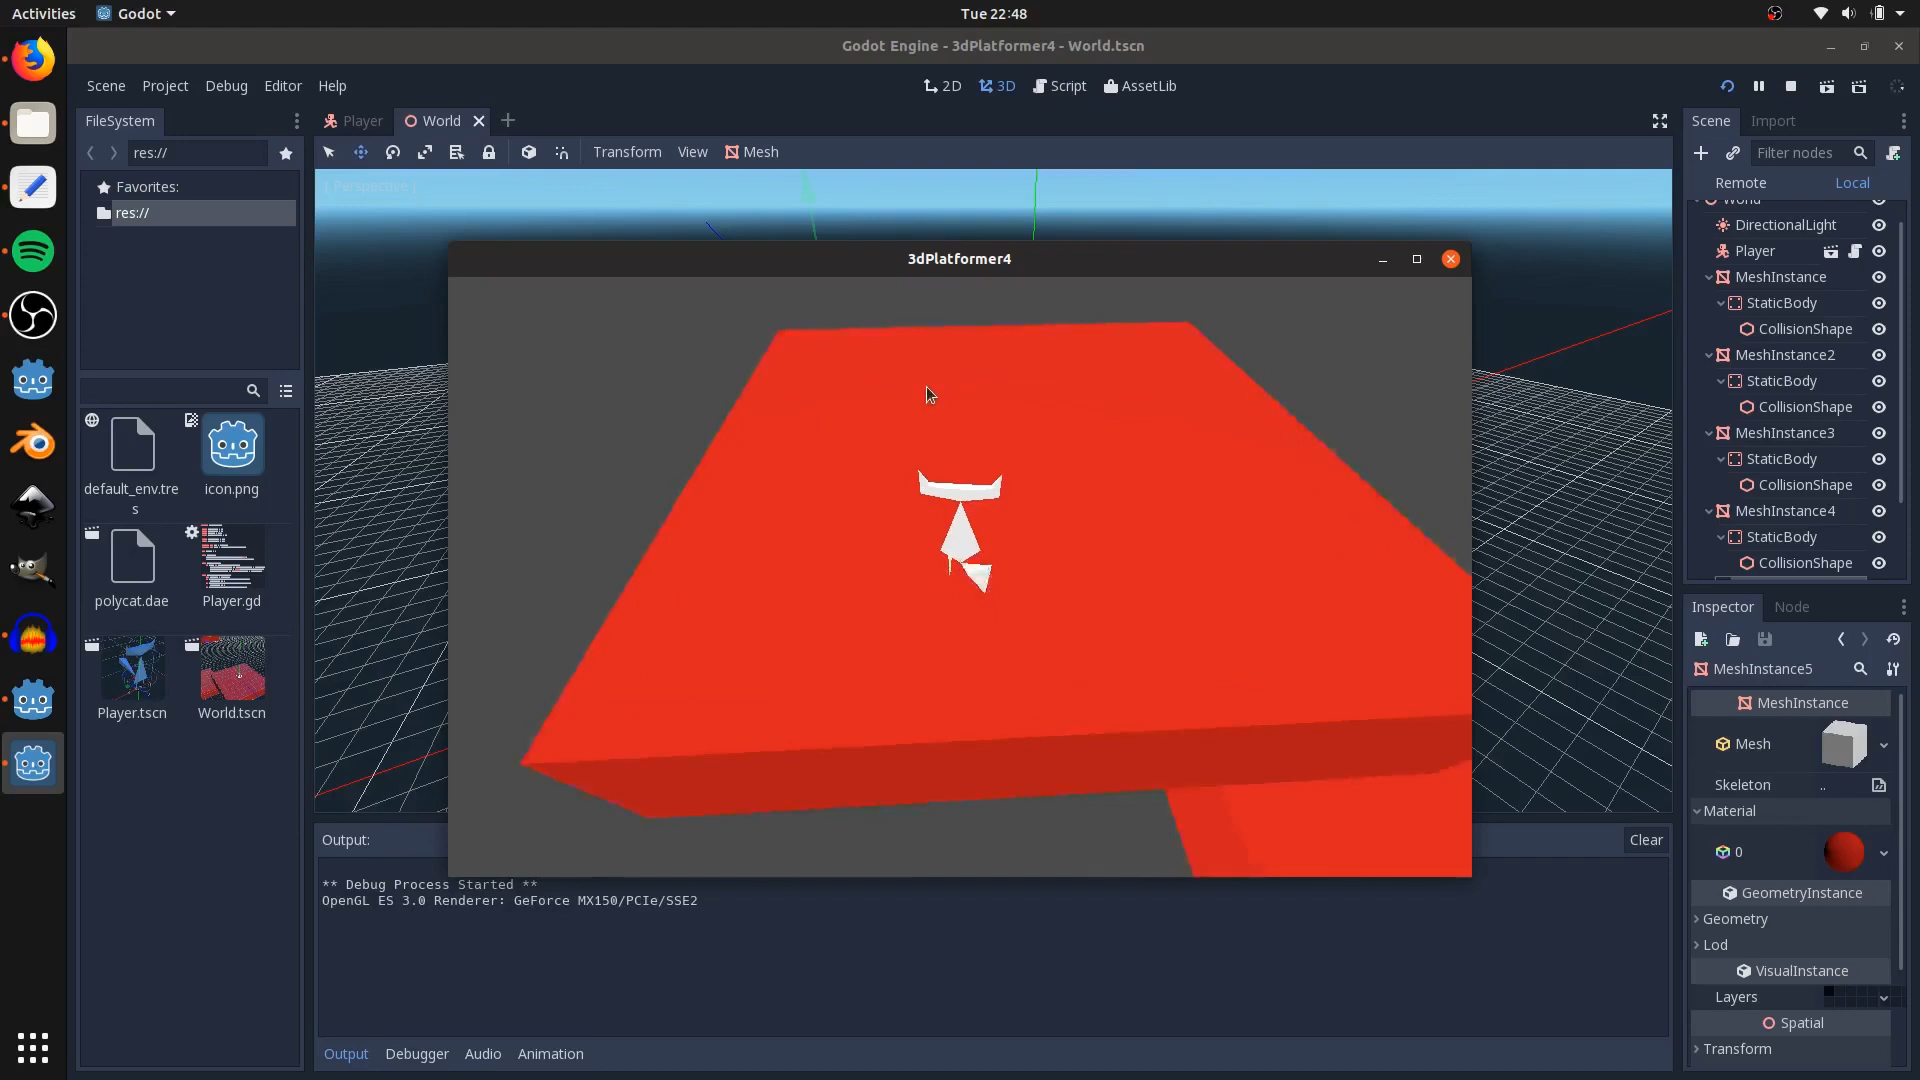 Activities Godot Tue 22:48
Godot Engine - 3dPlatformer4 - World.tscn
Scene Project Debug Editor Help 2D 3D Script AssetLib
FileSystem
res://
Favorites:
res://
default_env.tre
s
icon.png
polycat.dae
Player.gd
Player.tscn
World.tscn
Player World
Transform View Mesh
[ Perspective ]
3dPlatformer4
Output:
Clear
** Debug Process Started **
OpenGL ES 3.0 Renderer: GeForce MX150/PCIe/SSE2
Output Debugger Audio Animation
Scene Import
Filter nodes
Remote Local
World
DirectionalLight
Player
MeshInstance
StaticBody
CollisionShape
MeshInstance2
StaticBody
CollisionShape
MeshInstance3
StaticBody
CollisionShape
MeshInstance4
StaticBody
CollisionShape
Inspector Node
MeshInstance5
MeshInstance
Mesh
Skeleton ..
Material
0
GeometryInstance
Geometry
Lod
VisualInstance
Layers
Spatial
Transform